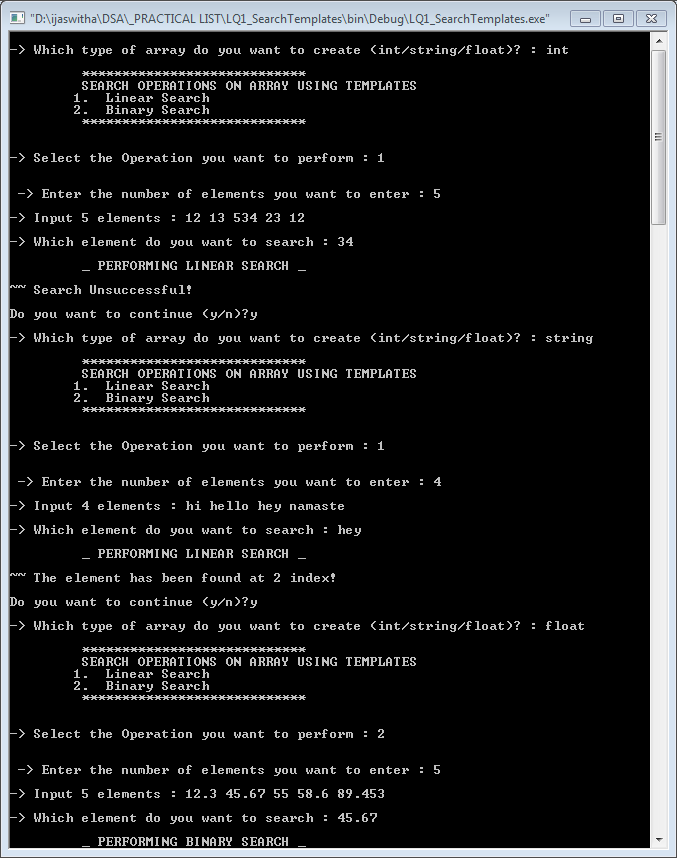 "D:\ijaswitha\DSA\_PRACTICAL LIST\LQ1_SearchTemplates\bin\Debug\LQ1_SearchTemplates.exe"
-> Which type of array do you want to create (int/string/float)? : int
****************************
SEARCH OPERATIONS ON ARRAY USING TEMPLATES
1. Linear Search
2. Binary Search
****************************
-> Select the Operation you want to perform : 1
-> Enter the number of elements you want to enter : 5
-> Input 5 elements : 12 13 534 23 12
-> Which element do you want to search : 34
_ PERFORMING LINEAR SEARCH _
~~ Search Unsuccessful!
Do you want to continue (y/n)?y
-> Which type of array do you want to create (int/string/float)? : string
****************************
SEARCH OPERATIONS ON ARRAY USING TEMPLATES
1. Linear Search
2. Binary Search
****************************
-> Select the Operation you want to perform : 1
-> Enter the number of elements you want to enter : 4
-> Input 4 elements : hi hello hey namaste
-> Which element do you want to search : hey
_ PERFORMING LINEAR SEARCH _
~~ The element has been found at 2 index!
Do you want to continue (y/n)?y
-> Which type of array do you want to create (int/string/float)? : float
****************************
SEARCH OPERATIONS ON ARRAY USING TEMPLATES
1. Linear Search
2. Binary Search
****************************
-> Select the Operation you want to perform : 2
-> Enter the number of elements you want to enter : 5
-> Input 5 elements : 12.3 45.67 55 58.6 89.453
-> Which element do you want to search : 45.67
_ PERFORMING BINARY SEARCH _